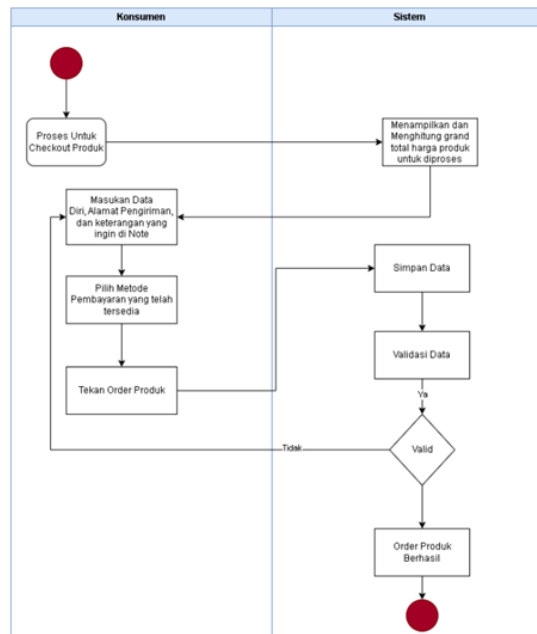 Konsumen
Sistem
Proses Untuk
Checkout Produk
Menampilkan dan
Menghitung grand
total harga produk
untuk diproses
Masukan Data
Diri,Alamat Pengiriman,
dan keterangan yang
ingin di Note
Pilih Metode
Pembayaran yang telah
tersedia
Simpan Data
Tekan Order Produk
Validasi Data
Ya
Valid
Tidak
Order Produk
Berhasil